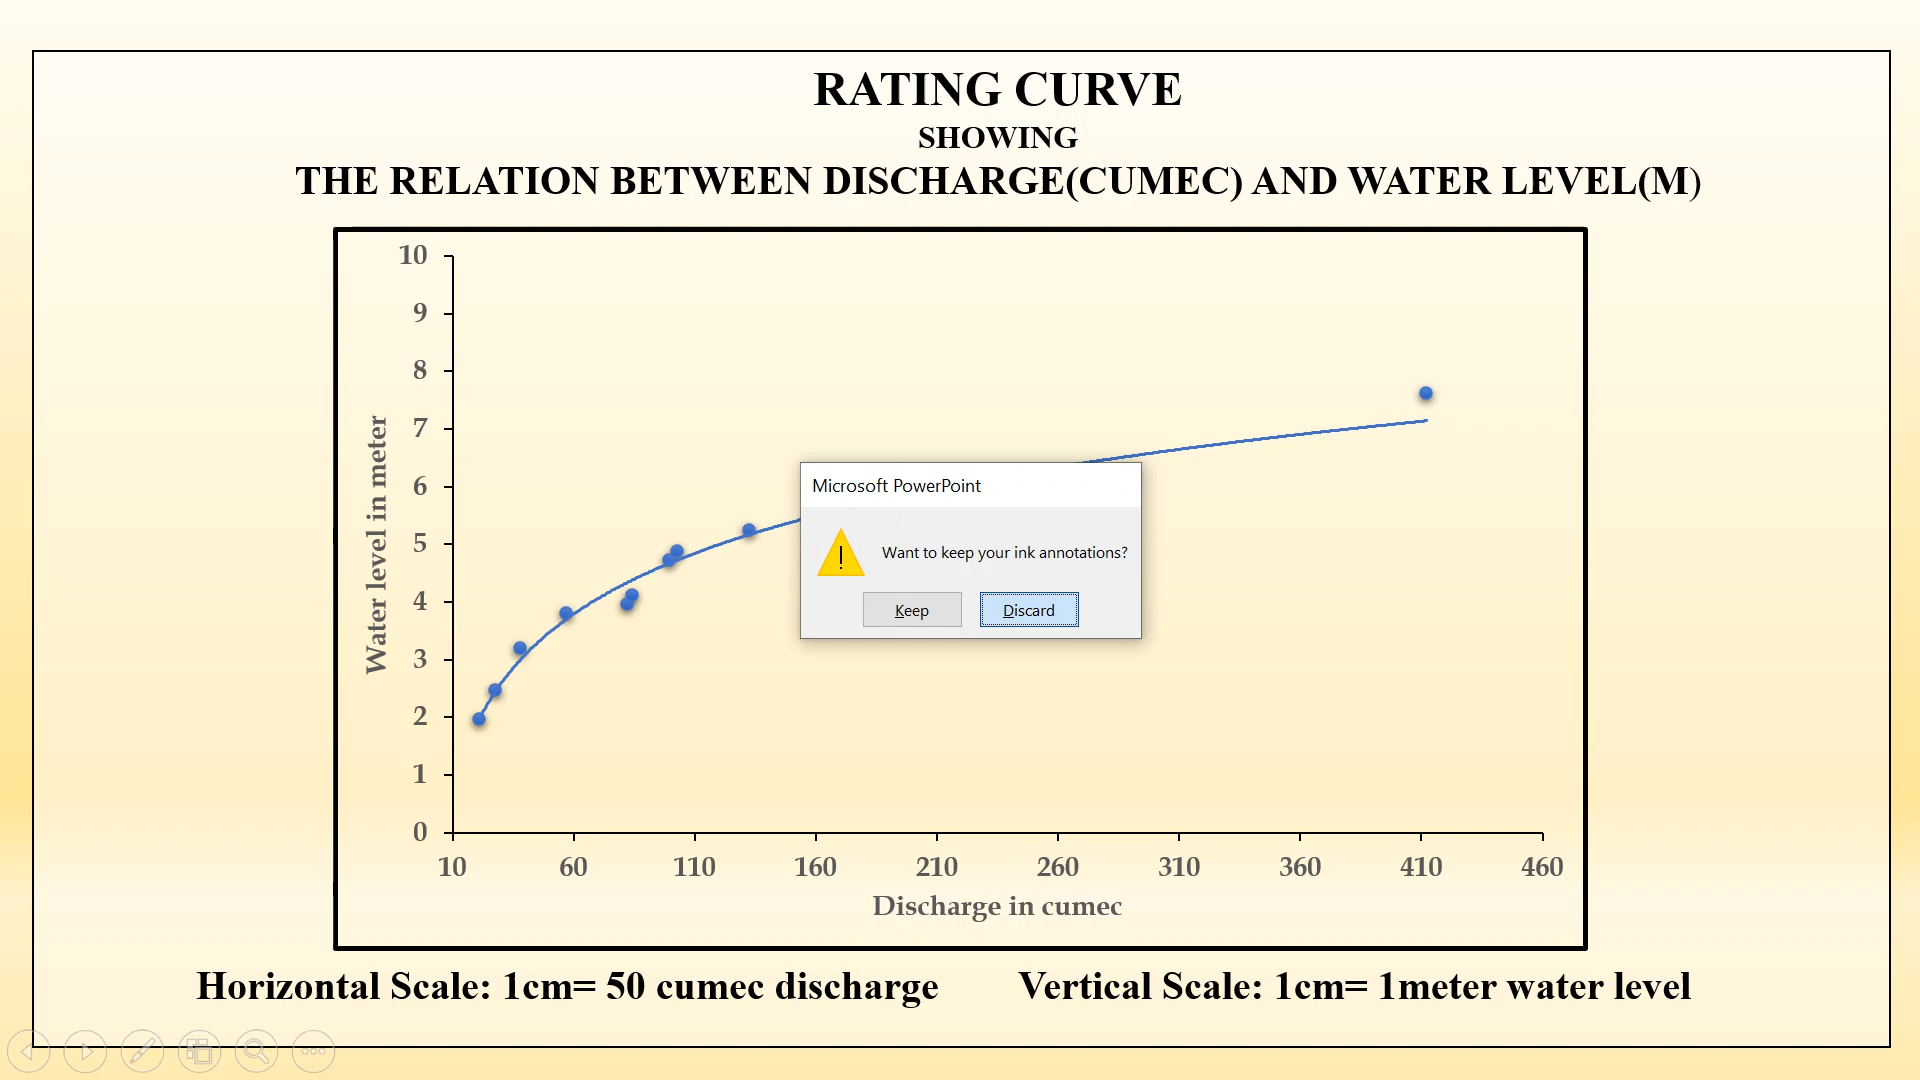 RATING CURVE
SHOWING
THE RELATION BETWEEN DISCHARGE(CUMEC) AND WATER LEVEL(M)
10
9
8
7
6
5
4
3
2
1
0
Water level in meter
Microsoft PowerPoint
Want to keep your ink annotations?
Keep Discard
10 60 110 160 210 260 310 360 410 460
Discharge in cumec
Horizontal Scale: 1cm= 50 cumec discharge Vertical Scale: 1cm= 1meter water level